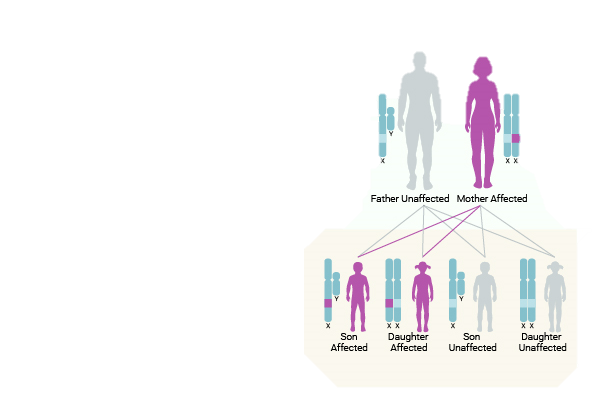 Y
X
X X
Father Unaffected
Mother Affected
Y
X
X X
Y
X
X X
Son
Affected
Daughter
Affected
Son
Unaffected
Daughter
Unaffected